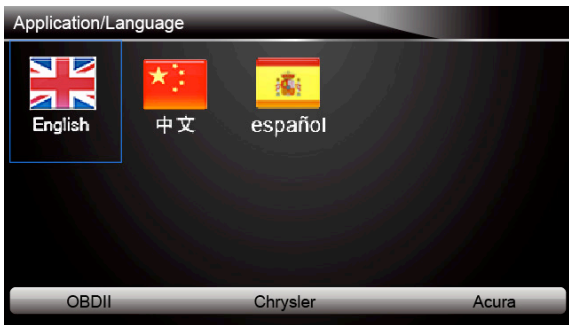 Application/Language
English 中文 español
OBDII Chrysler Acura